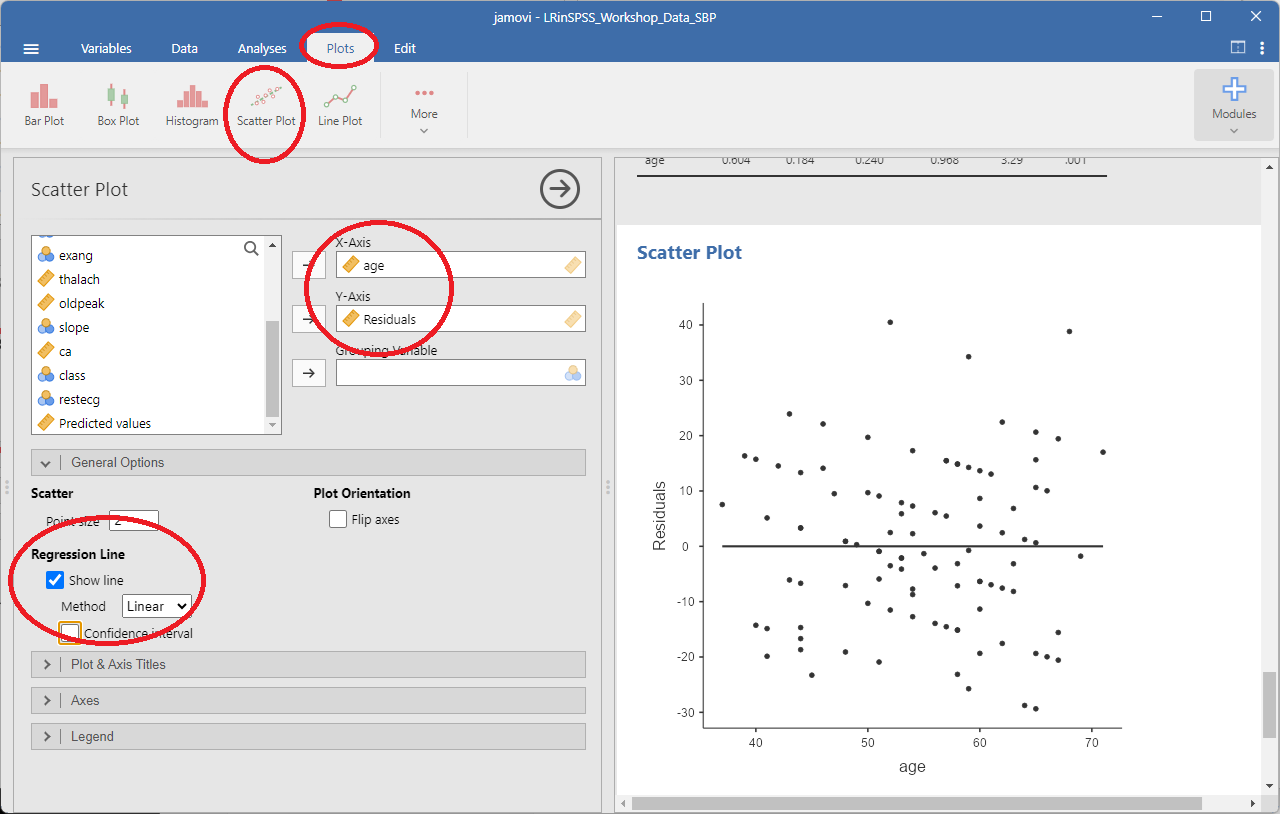 jamovi - LRinSPSS_Workshop_Data_SBP
Variables Data Analyses Plots Edit
Bar Plot Box Plot Histogram Scatter Plot Line Plot More Modules
Scatter Plot
exang
thalach
oldpeak
slope
ca
class
restecg
Predicted values
X-Axis
age
Y-Axis
Residuals
Grouping Variable
General Options
Scatter
Point size 2
Plot Orientation
Flip axes
Regression Line
Show line
Method Linear
Confidence interval
Plot & Axis Titles
Axes
Legend
age 0.604 0.184 0.240 0.968 3.29 .001
Scatter Plot
Residuals
40
30
20
10
0
-10
-20
-30
40 50 60 70
age